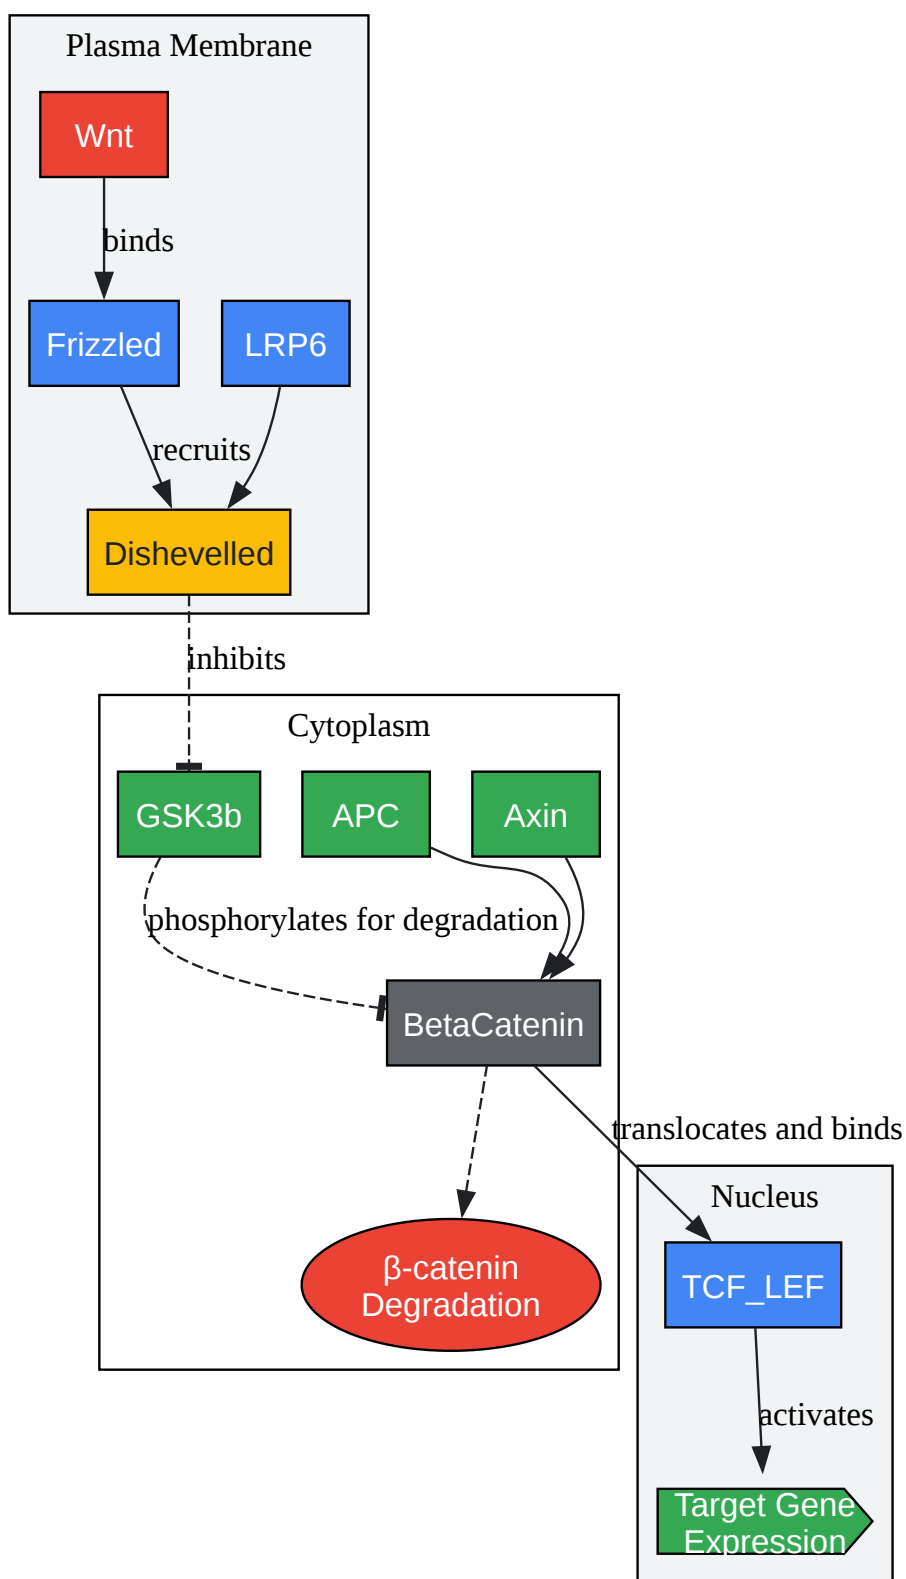 Plasma Membrane
Wnt
binds
Frizzled
LRP6
recruits
Dishevelled
inhibits
Cytoplasm
GSK3b
APC
Axin
phosphorylates for degradation
BetaCatenin
translocates and binds
Nucleus
β-catenin
Degradation
TCF_LEF
activates
Target Gene
Expression